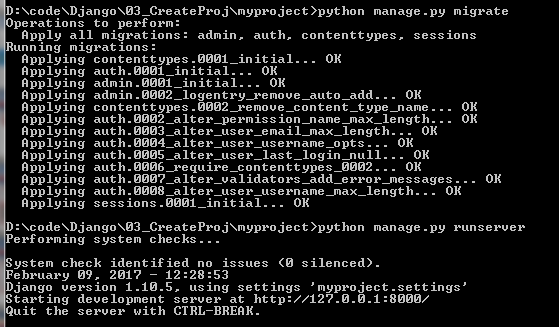 D:\code\Django\03_CreateProj\myproject>python manage.py migrate
Operations to perform:
  Apply all migrations: admin, auth, contenttypes, sessions
Running migrations:
  Applying contenttypes.0001_initial... OK
  Applying auth.0001_initial... OK
  Applying admin.0001_initial... OK
  Applying admin.0002_logentry_remove_auto_add... OK
  Applying contenttypes.0002_remove_content_type_name... OK
  Applying auth.0002_alter_permission_name_max_length... OK
  Applying auth.0003_alter_user_email_max_length... OK
  Applying auth.0004_alter_user_username_opts... OK
  Applying auth.0005_alter_user_last_login_null... OK
  Applying auth.0006_require_contenttypes_0002... OK
  Applying auth.0007_alter_validators_add_error_messages... OK
  Applying auth.0008_alter_user_username_max_length... OK
  Applying sessions.0001_initial... OK
D:\code\Django\03_CreateProj\myproject>python manage.py runserver
Performing system checks...
System check identified no issues (0 silenced).
February 09, 2017 - 12:28:53
Django version 1.10.5, using settings 'myproject.settings'
Starting development server at http://127.0.0.1:8000/
Quit the server with CTRL-BREAK.